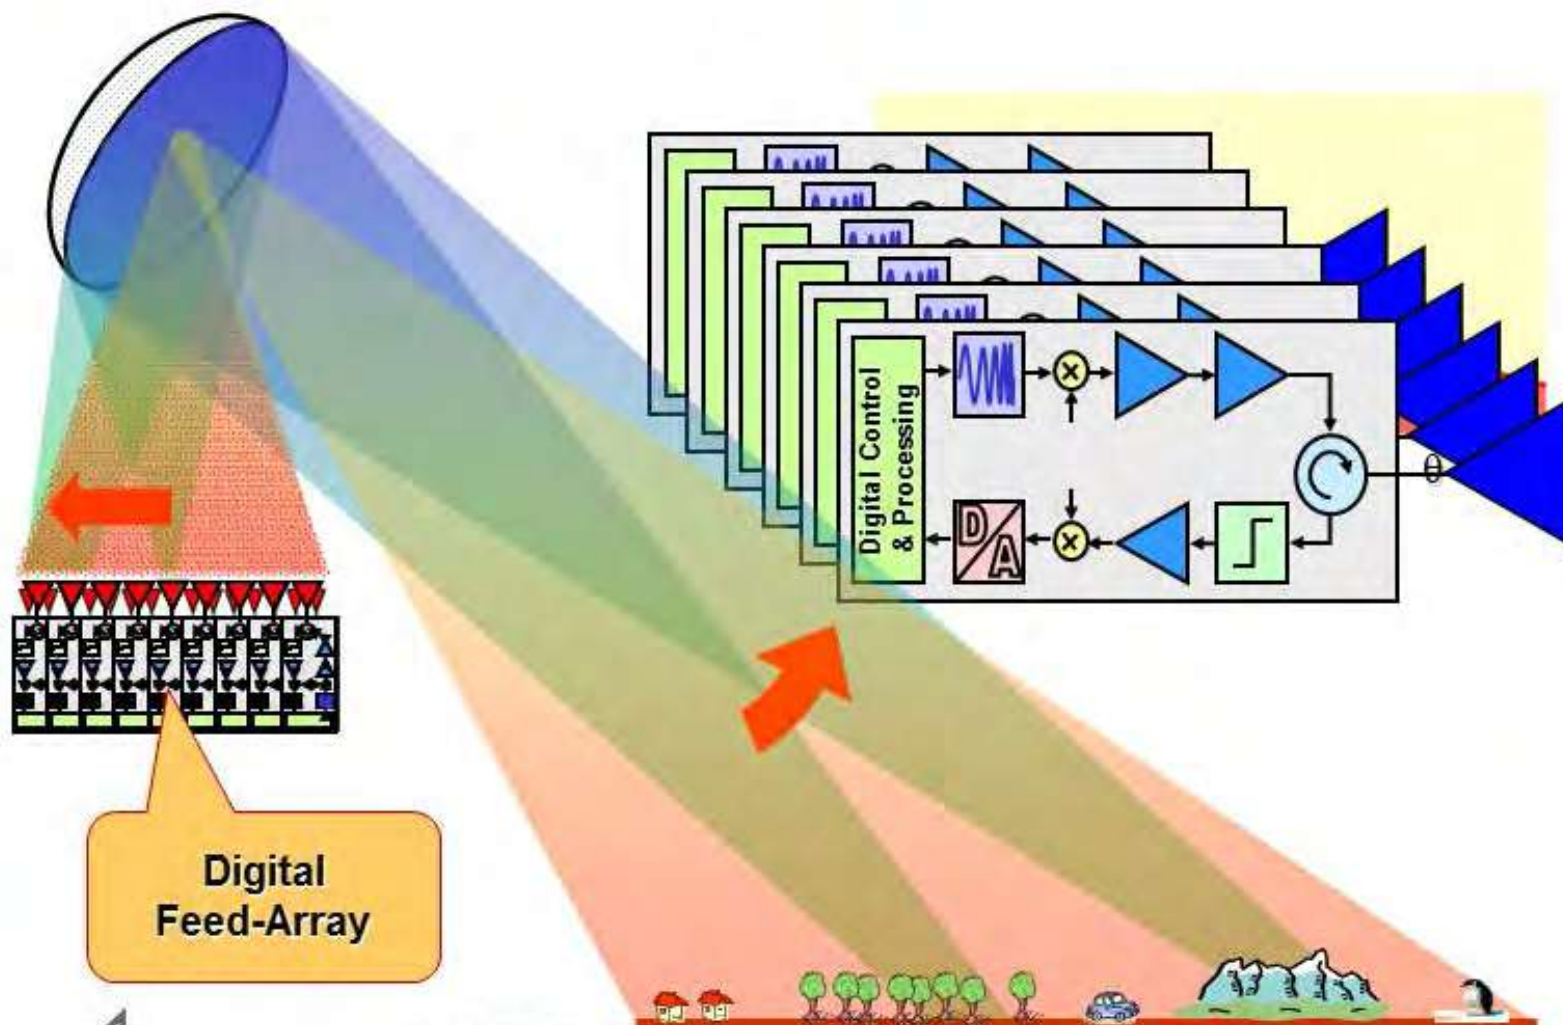 Digital Control
& Processing
D/A
θ
Digital
Feed-Array